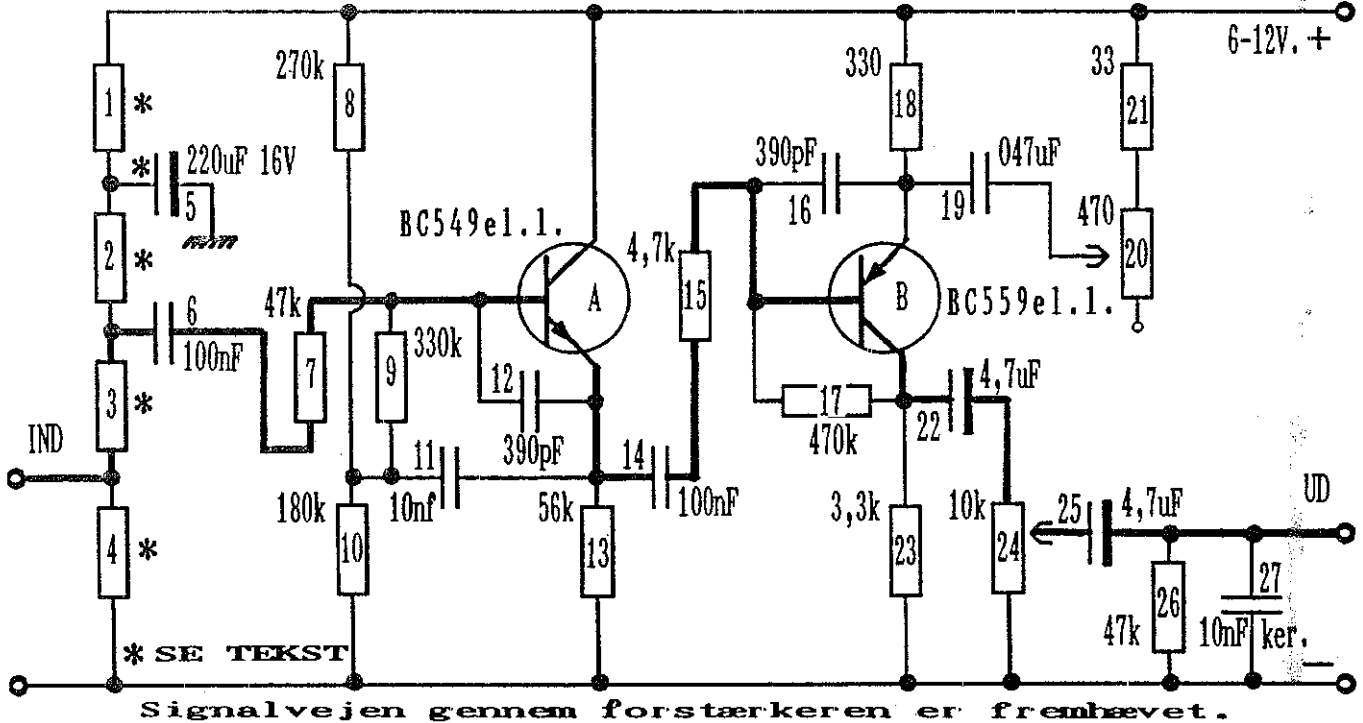 6-12V. +
270k
8
330
18
33
21
1 *
* 220uF 16V
5
390pF
16
047uF
19
470
20
BC549el.l.
2 *
4,7k
15
A
B
BC559el.l.
6
100nF
47k
7
9
330k
12
390pF
3 *
17
470k
4,7uF
22
IND
11
10nf
14
100nF
180k
10
56k
13
3,3k
23
10k
24
25
4,7uF
UD
4 *
26
47k
27
10nF ker.
* SE TEKST
−
Signalvejen gennem forstærkeren er fremhævet.